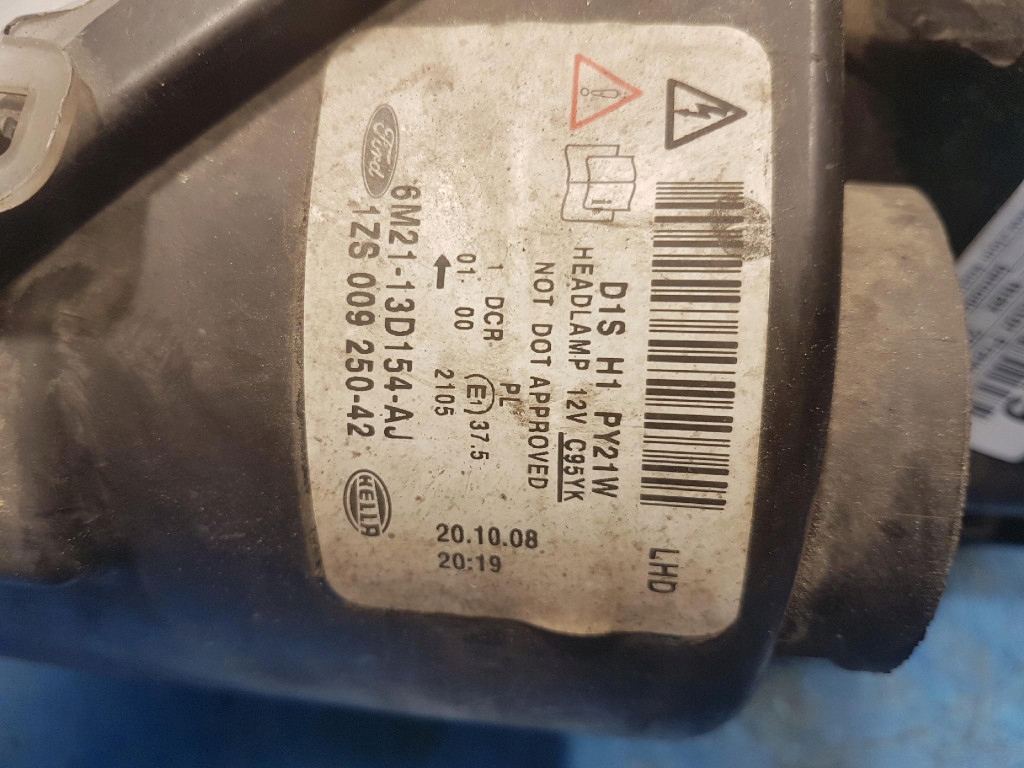 LHD
D1S H1 PY21W
HEADLAMP 12V C95YK
NOT DOT APPROVED
PL
1 DCR E1 37.5
01. 00 2105
Ford
6M21-13D154-AJ
1ZS 009 250-42
HELLA
20.10.08
20:19